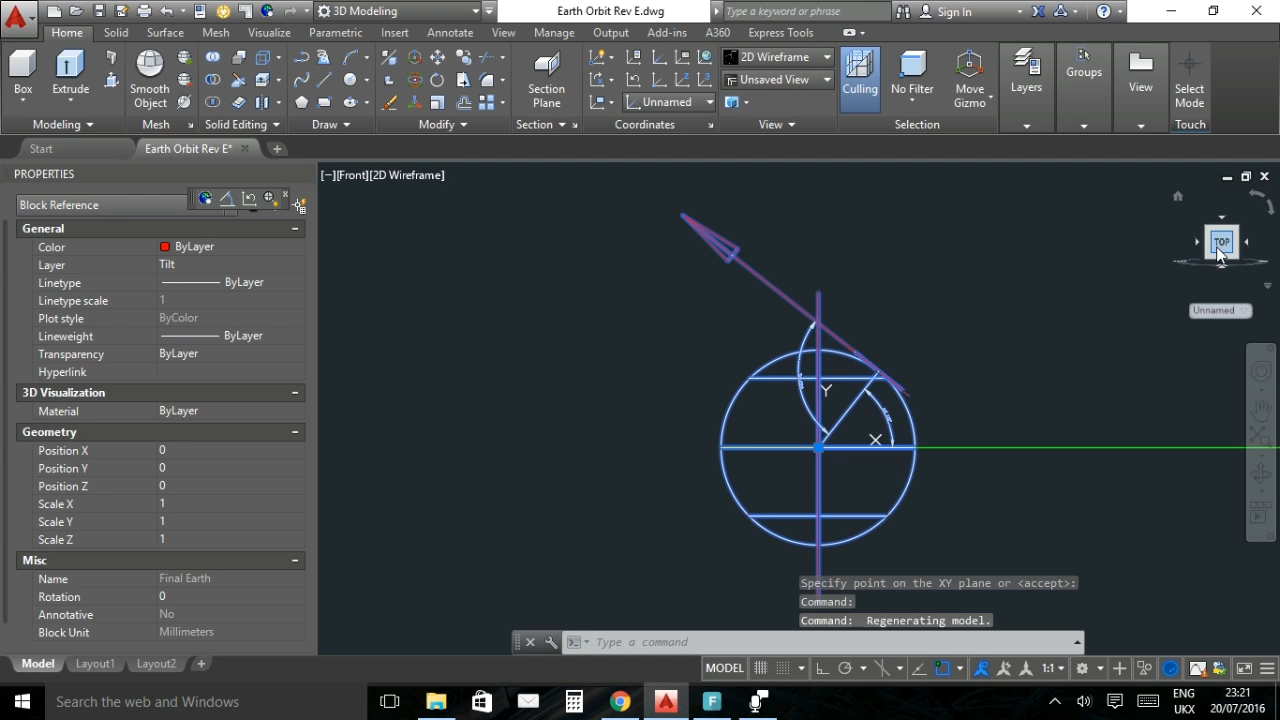 3D Modeling
Earth Orbit Rev E.dwg
Type a keyword or phrase
Sign In
Home Solid Surface Mesh Visualize Parametric Insert Annotate View Manage Output Add-ins A360 Express Tools
Box
Extrude
Smooth Object
Section Plane
2D Wireframe
Unsaved View
Unnamed
Culling
No Filter
Move Gizmo
Layers
Groups
View
Select Mode
Modeling Mesh Solid Editing Draw Modify Section Coordinates View Selection Touch
Start
Earth Orbit Rev E*
PROPERTIES
Block Reference
[−][Front][2D Wireframe]
TOP
Unnamed
General
Color ByLayer
Layer Tilt
Linetype ByLayer
Linetype scale 1
Plot style ByColor
Lineweight ByLayer
Transparency ByLayer
Hyperlink
3D Visualization
Material ByLayer
Geometry
Position X 0
Position Y 0
Position Z 0
Scale X 1
Scale Y 1
Scale Z 1
Misc
Name Final Earth
Rotation 0
Annotative No
Block Unit Millimeters
Y
X
Specify point on the XY plane or <accept>:
Command:
Command: Regenerating model.
Type a command
Model Layout1 Layout2
MODEL
1:1
Search the web and Windows
ENG
UKX
23:21
20/07/2016